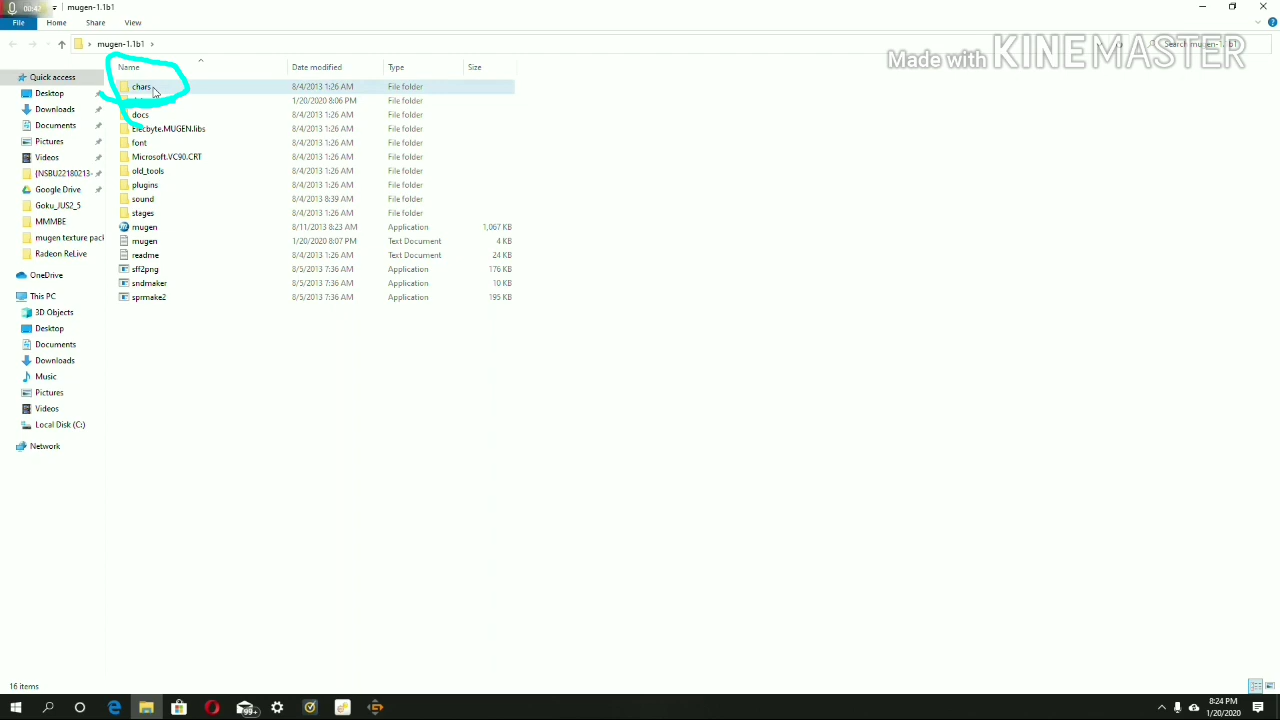 00:42 mugen-1.1b1
File Home Share View
mugen-1.1b1 Search mugen-1.1b1
Made with KINEMASTER
Name Date modified Type Size
Quick access
Desktop
Downloads
Documents
Pictures
Videos
(NSBU22180213-
Google Drive
Goku_JUS2_5
MMMBE
mugen texture pack
Radeon ReLive
OneDrive
This PC
3D Objects
Desktop
Documents
Downloads
Music
Pictures
Videos
Local Disk (C:)
Network
chars 8/4/2013 1:26 AM File folder
1/20/2020 8:06 PM File folder
docs 8/4/2013 1:26 AM File folder
Elecbyte.MUGEN.libs 8/4/2013 1:26 AM File folder
font 8/4/2013 1:26 AM File folder
Microsoft.VC90.CRT 8/4/2013 1:26 AM File folder
old_tools 8/4/2013 1:26 AM File folder
plugins 8/4/2013 1:26 AM File folder
sound 8/4/2013 8:39 AM File folder
stages 8/4/2013 1:26 AM File folder
mugen 8/11/2013 8:23 AM Application 1,067 KB
mugen 1/20/2020 8:07 PM Text Document 4 KB
readme 8/4/2013 1:26 AM Text Document 24 KB
sff2png 8/5/2013 7:36 AM Application 176 KB
sndmaker 8/5/2013 7:36 AM Application 10 KB
sprmake2 8/5/2013 7:36 AM Application 195 KB
16 items
99+
8:24 PM
1/20/2020